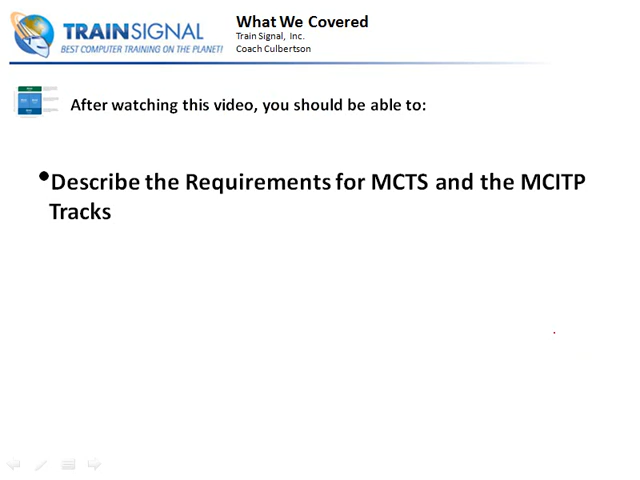 TRAINSIGNAL
BEST COMPUTER TRAINING ON THE PLANET!
What We Covered
Train Signal, Inc.
Coach Culbertson
After watching this video, you should be able to:
•Describe the Requirements for MCTS and the MCITP
Tracks